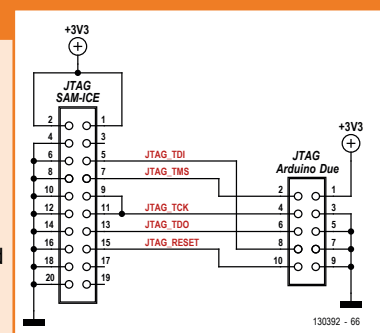 +3V3
JTAG
SAM-ICE
2 1
4 3
6 5 JTAG_TDI
8 7 JTAG_TMS
10 9
12 11 JTAG_TCK
14 13 JTAG_TDO
16 15 JTAG_RESET
18 17
20 19
+3V3
JTAG
Arduino Due
2 1
4 3
6 5
8 7
10 9
130392 - 66